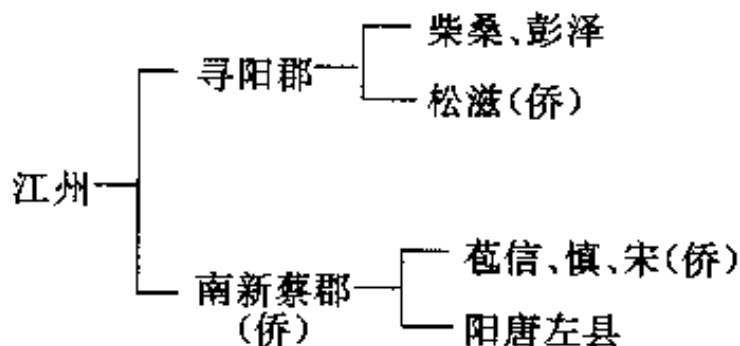 柴桑、彭泽
寻阳郡
松滋(侨)
江州
苞信、慎、宋(侨)
南新蔡郡
(侨)
阳唐左县